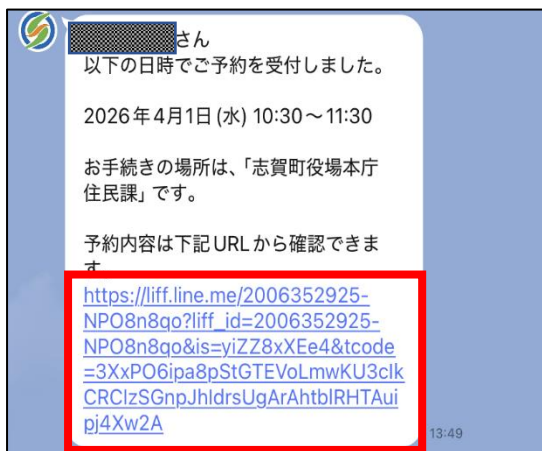 さん
以下の日時でご予約を受付しました。
2026年4月1日(水) 10:30～11:30
お手続きの場所は、「志賀町役場本庁
住民課」です。
予約内容は下記URLから確認できま
す
https://liff.line.me/2006352925-
NPO8n8qo?liff_id=2006352925-
NPO8n8qo&is=yiZZ8xXEe4&tcode
=3XxPO6ipa8pStGTEVoLmwKU3cIk
CRCIzSGnpJhIdrsUgArAhtblRHTAui
pj4Xw2A
13:49